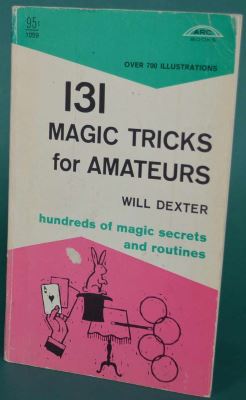 95¢
1059
ARC
BOOKS
OVER 700 ILLUSTRATIONS
131
MAGIC TRICKS
for AMATEURS
WILL DEXTER
hundreds of magic secrets
and routines